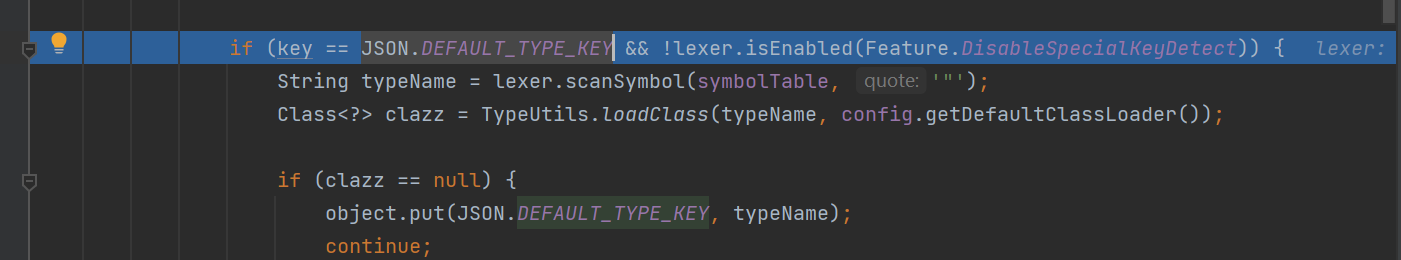 if (key == JSON.DEFAULT_TYPE_KEY && !lexer.isEnabled(Feature.DisableSpecialKeyDetect)) {   lexer:
String typeName = lexer.scanSymbol(symbolTable, quote: '"');
Class<?> clazz = TypeUtils.loadClass(typeName, config.getDefaultClassLoader());
if (clazz == null) {
object.put(JSON.DEFAULT_TYPE_KEY, typeName);
continue;